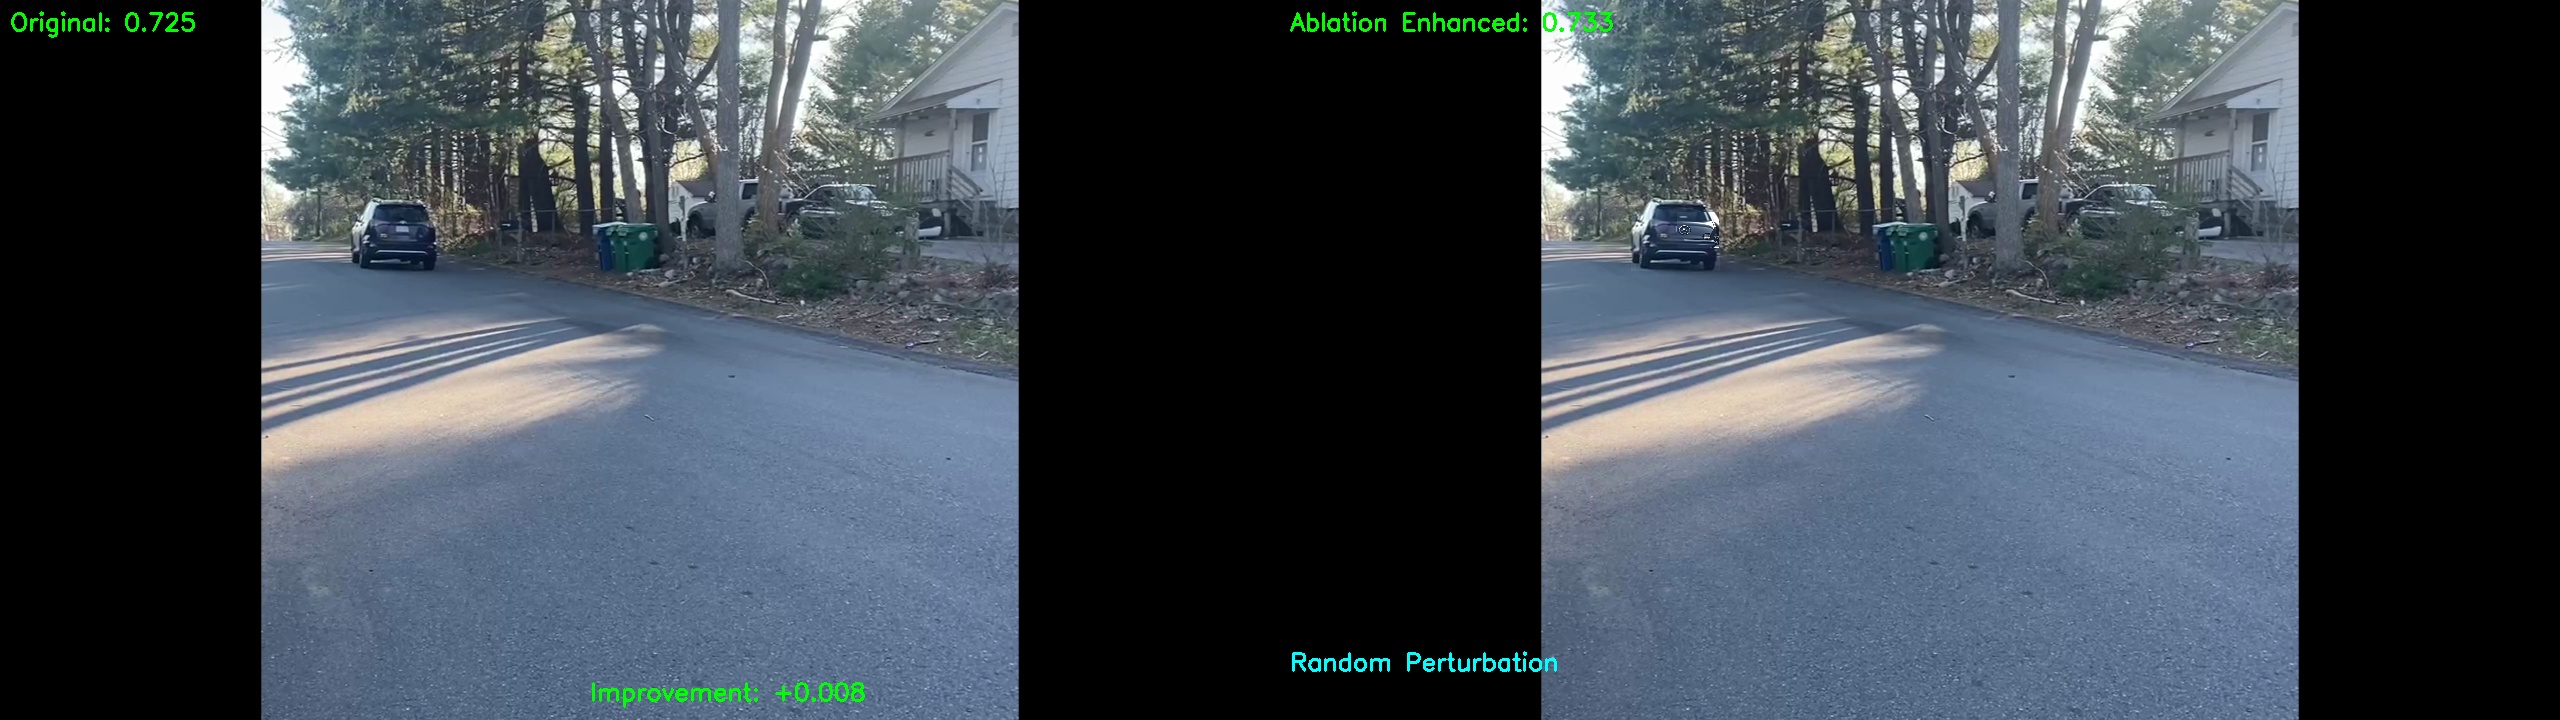 Original: 0.725
Ablation Enhanced: 0.733
Random Perturbation
Improvement: +0.008